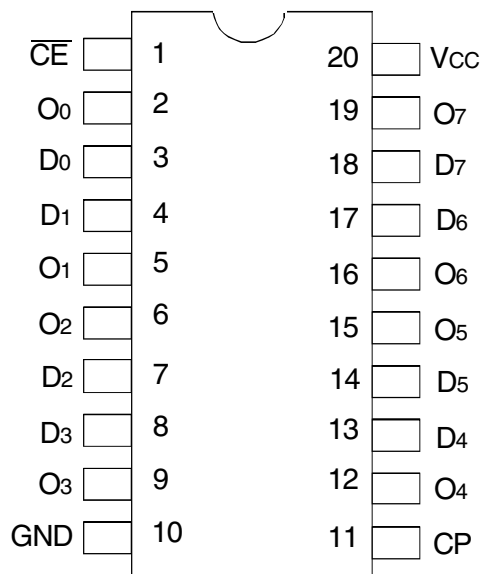 C̅E̅ 1 20 VCC
O0 2 19 O7
D0 3 18 D7
D1 4 17 D6
O1 5 16 O6
O2 6 15 O5
D2 7 14 D5
D3 8 13 D4
O3 9 12 O4
GND 10 11 CP